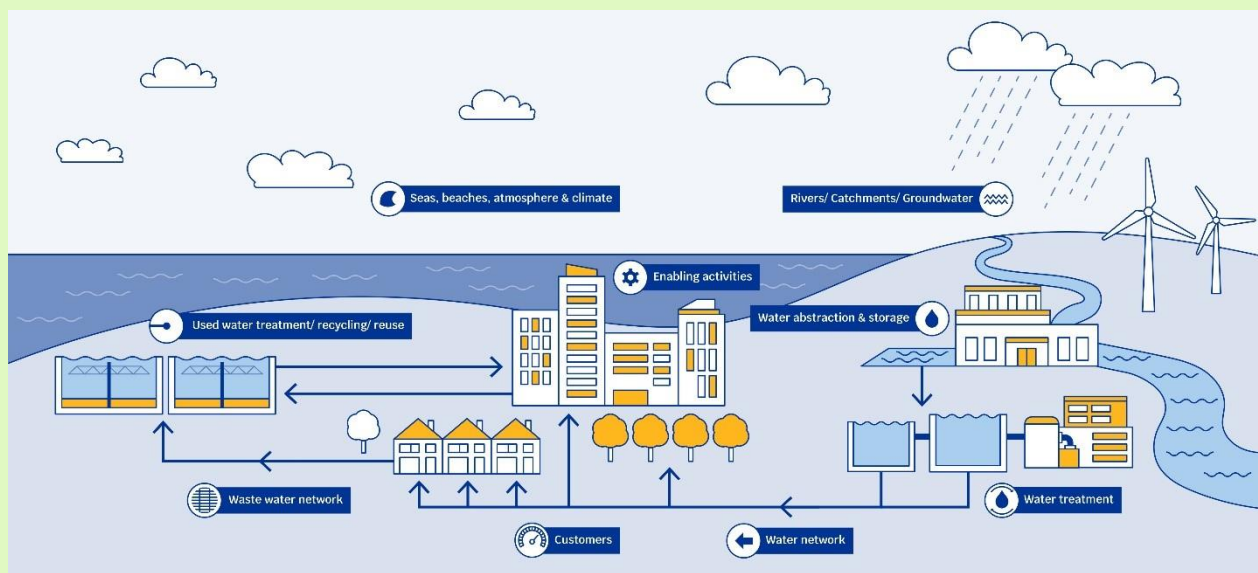 Seas, beaches, atmosphere & climate
Rivers/ Catchments/ Groundwater
Enabling activities
Water abstraction & storage
Used water treatment/ recycling/ reuse
Waste water network
Water treatment
Customers
Water network